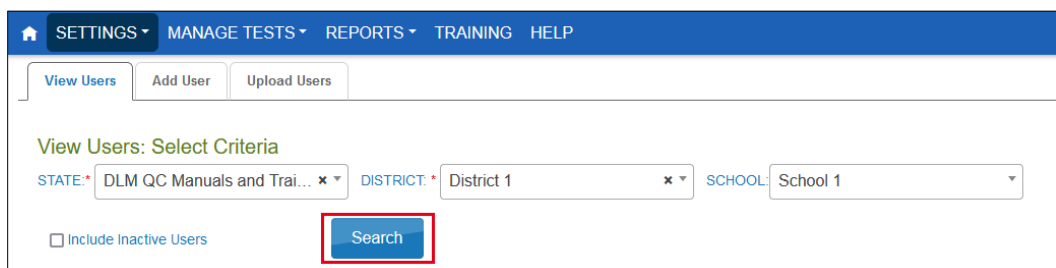 SETTINGS MANAGE TESTS REPORTS TRAINING HELP
View Users Add User Upload Users
View Users: Select Criteria
STATE:* DLM QC Manuals and Trai... × DISTRICT: * District 1 × SCHOOL: School 1
Include Inactive Users Search